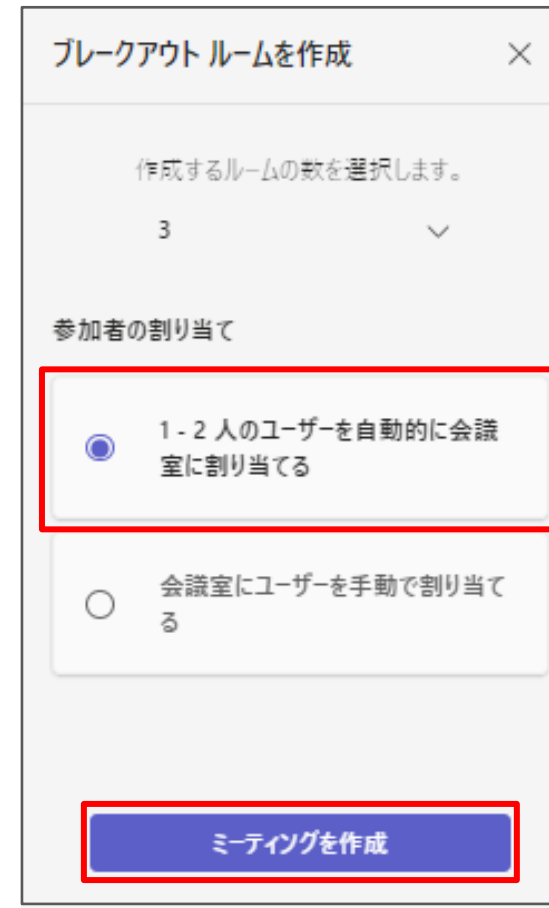 ブレークアウト ルームを作成
作成するルームの数を選択します。
3
参加者の割り当て
1 - 2 人のユーザーを自動的に会議
室に割り当てる
会議室にユーザーを手動で割り当て
る
ミーティングを作成